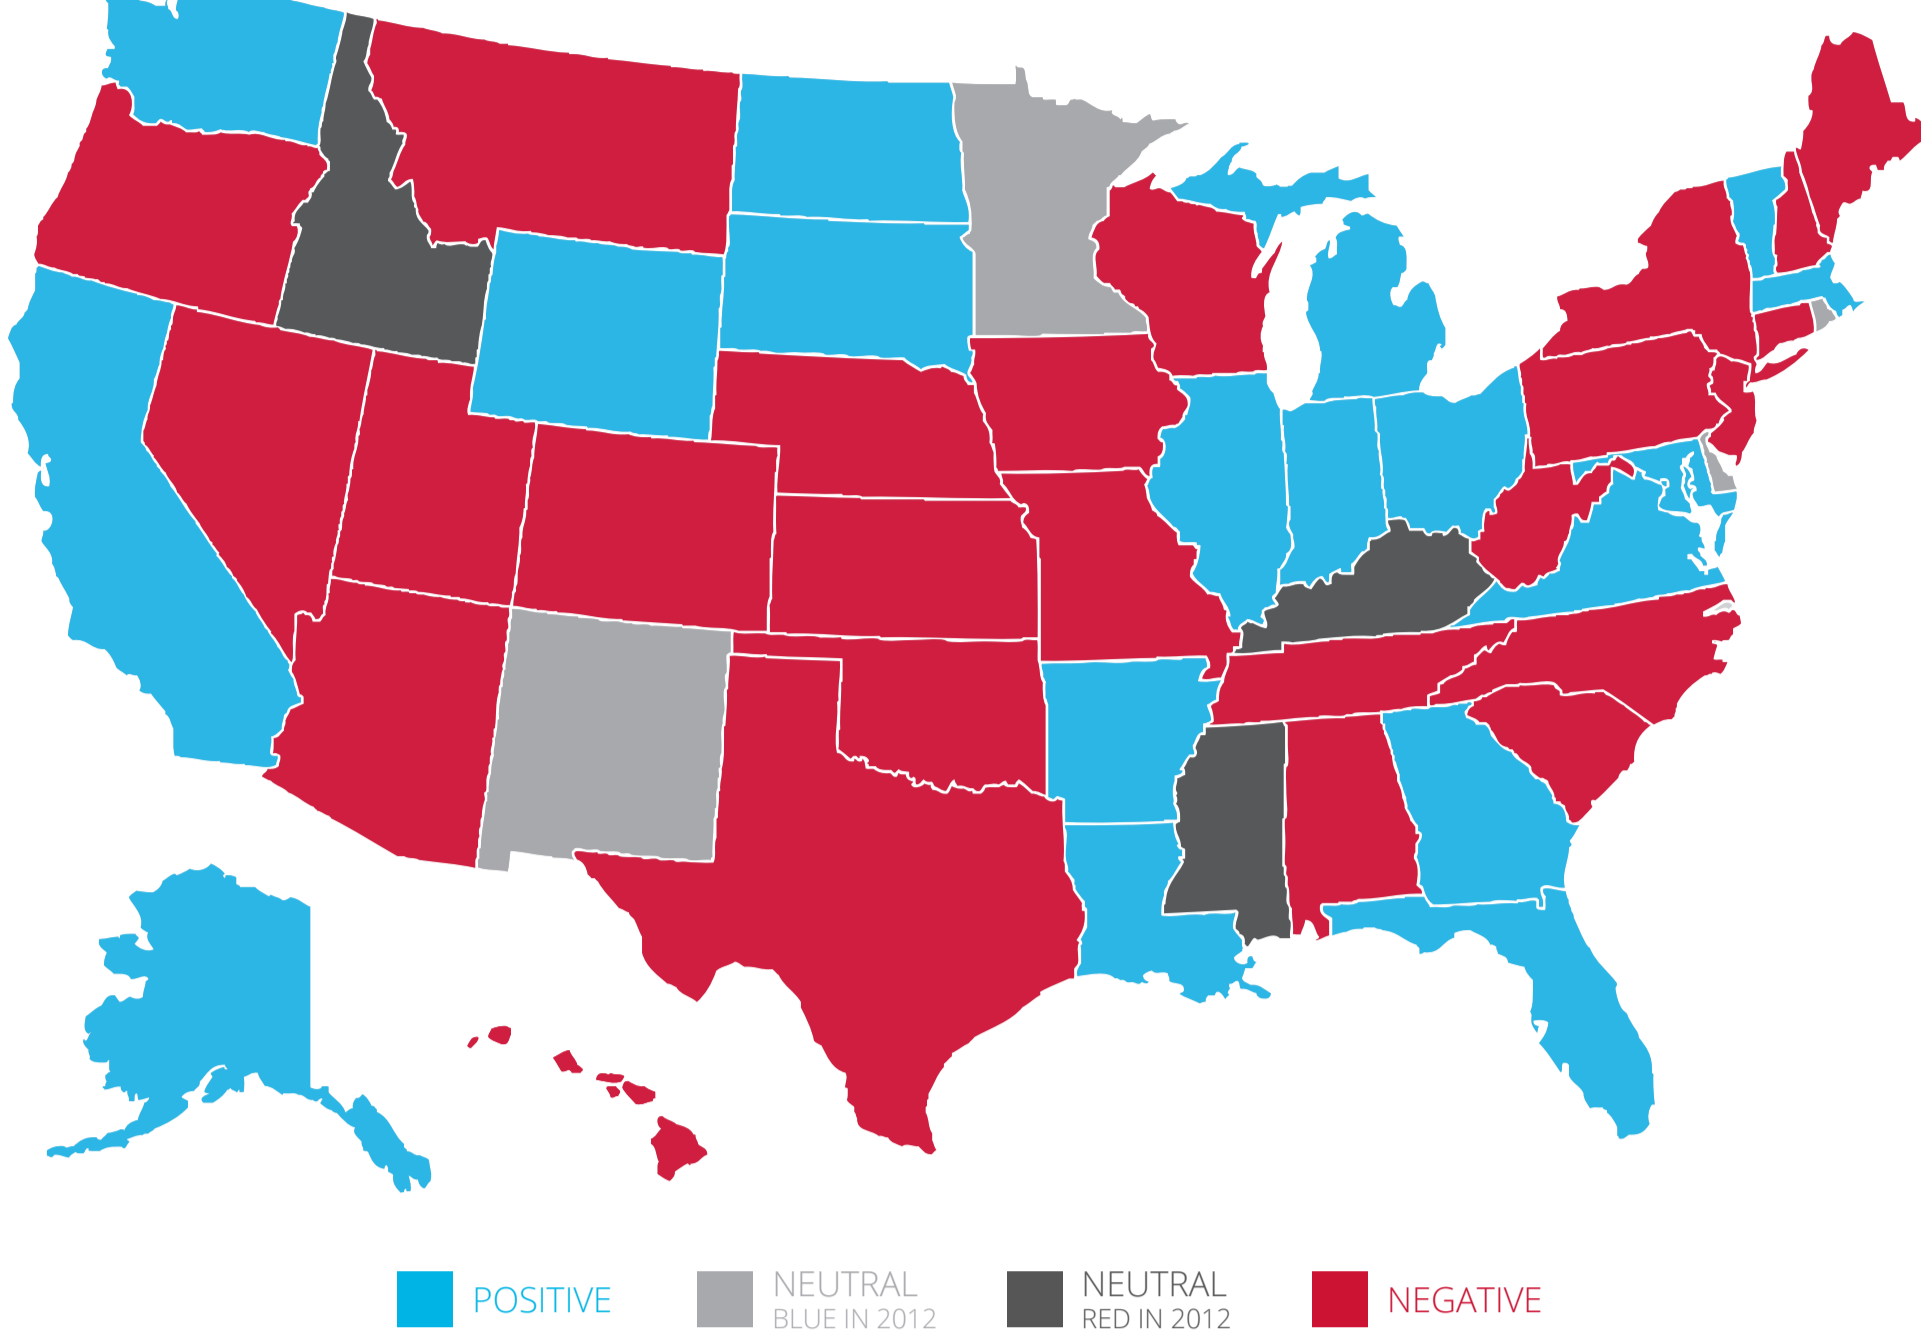 POSITIVE
NEUTRAL
BLUE IN 2012
NEUTRAL
RED IN 2012
NEGATIVE